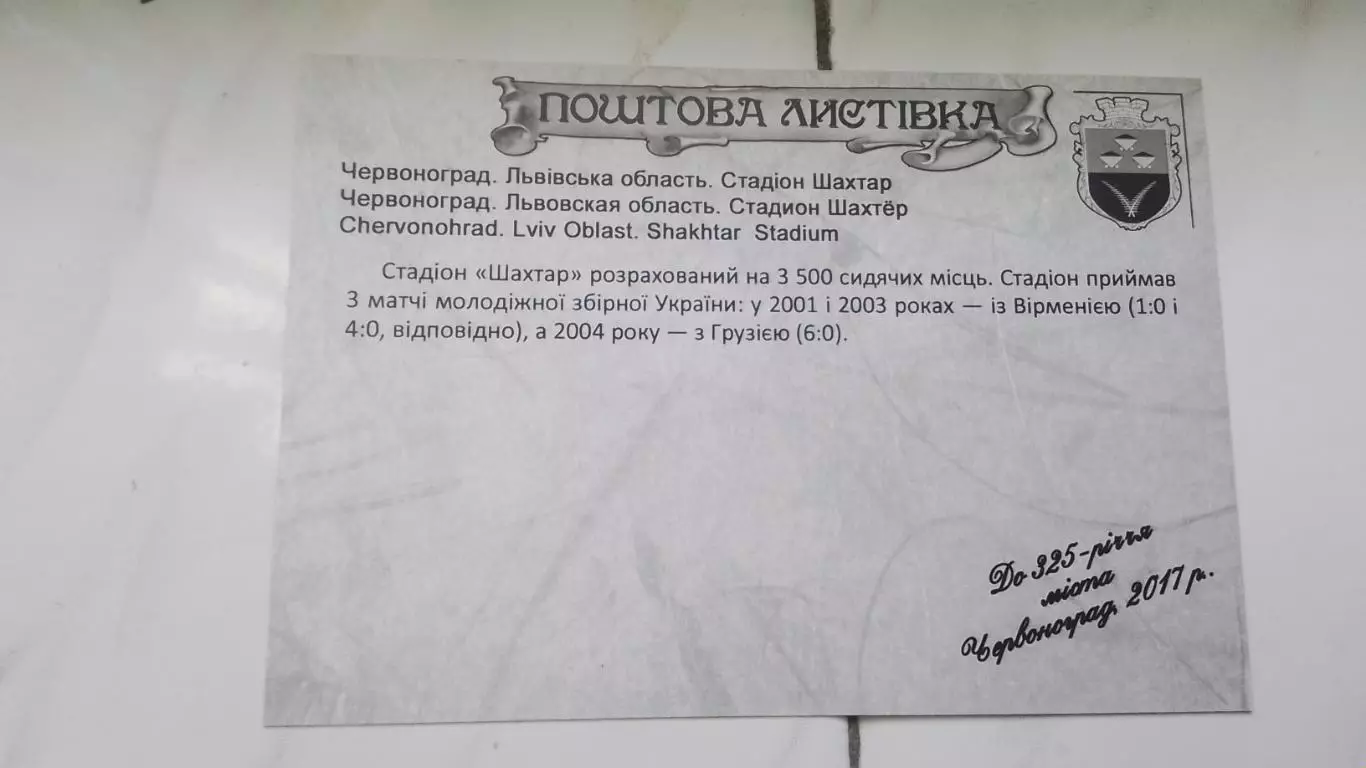 ПОШТОВА ЛИСТІВКА
Червоноград. Львівська область. Стадіон Шахтар
Червоноград. Львовская область. Стадион Шахтёр
Chervonohrad. Lviv Oblast. Shakhtar Stadium
Стадіон «Шахтар» розрахований на 3 500 сидячих місць. Стадіон приймав
3 матчі молодіжної збірної України: у 2001 і 2003 роках — із Вірменією (1:0 і
4:0, відповідно), а 2004 року — з Грузією (6:0).
До 325-річчя
міста
Червоноград, 2017 р.